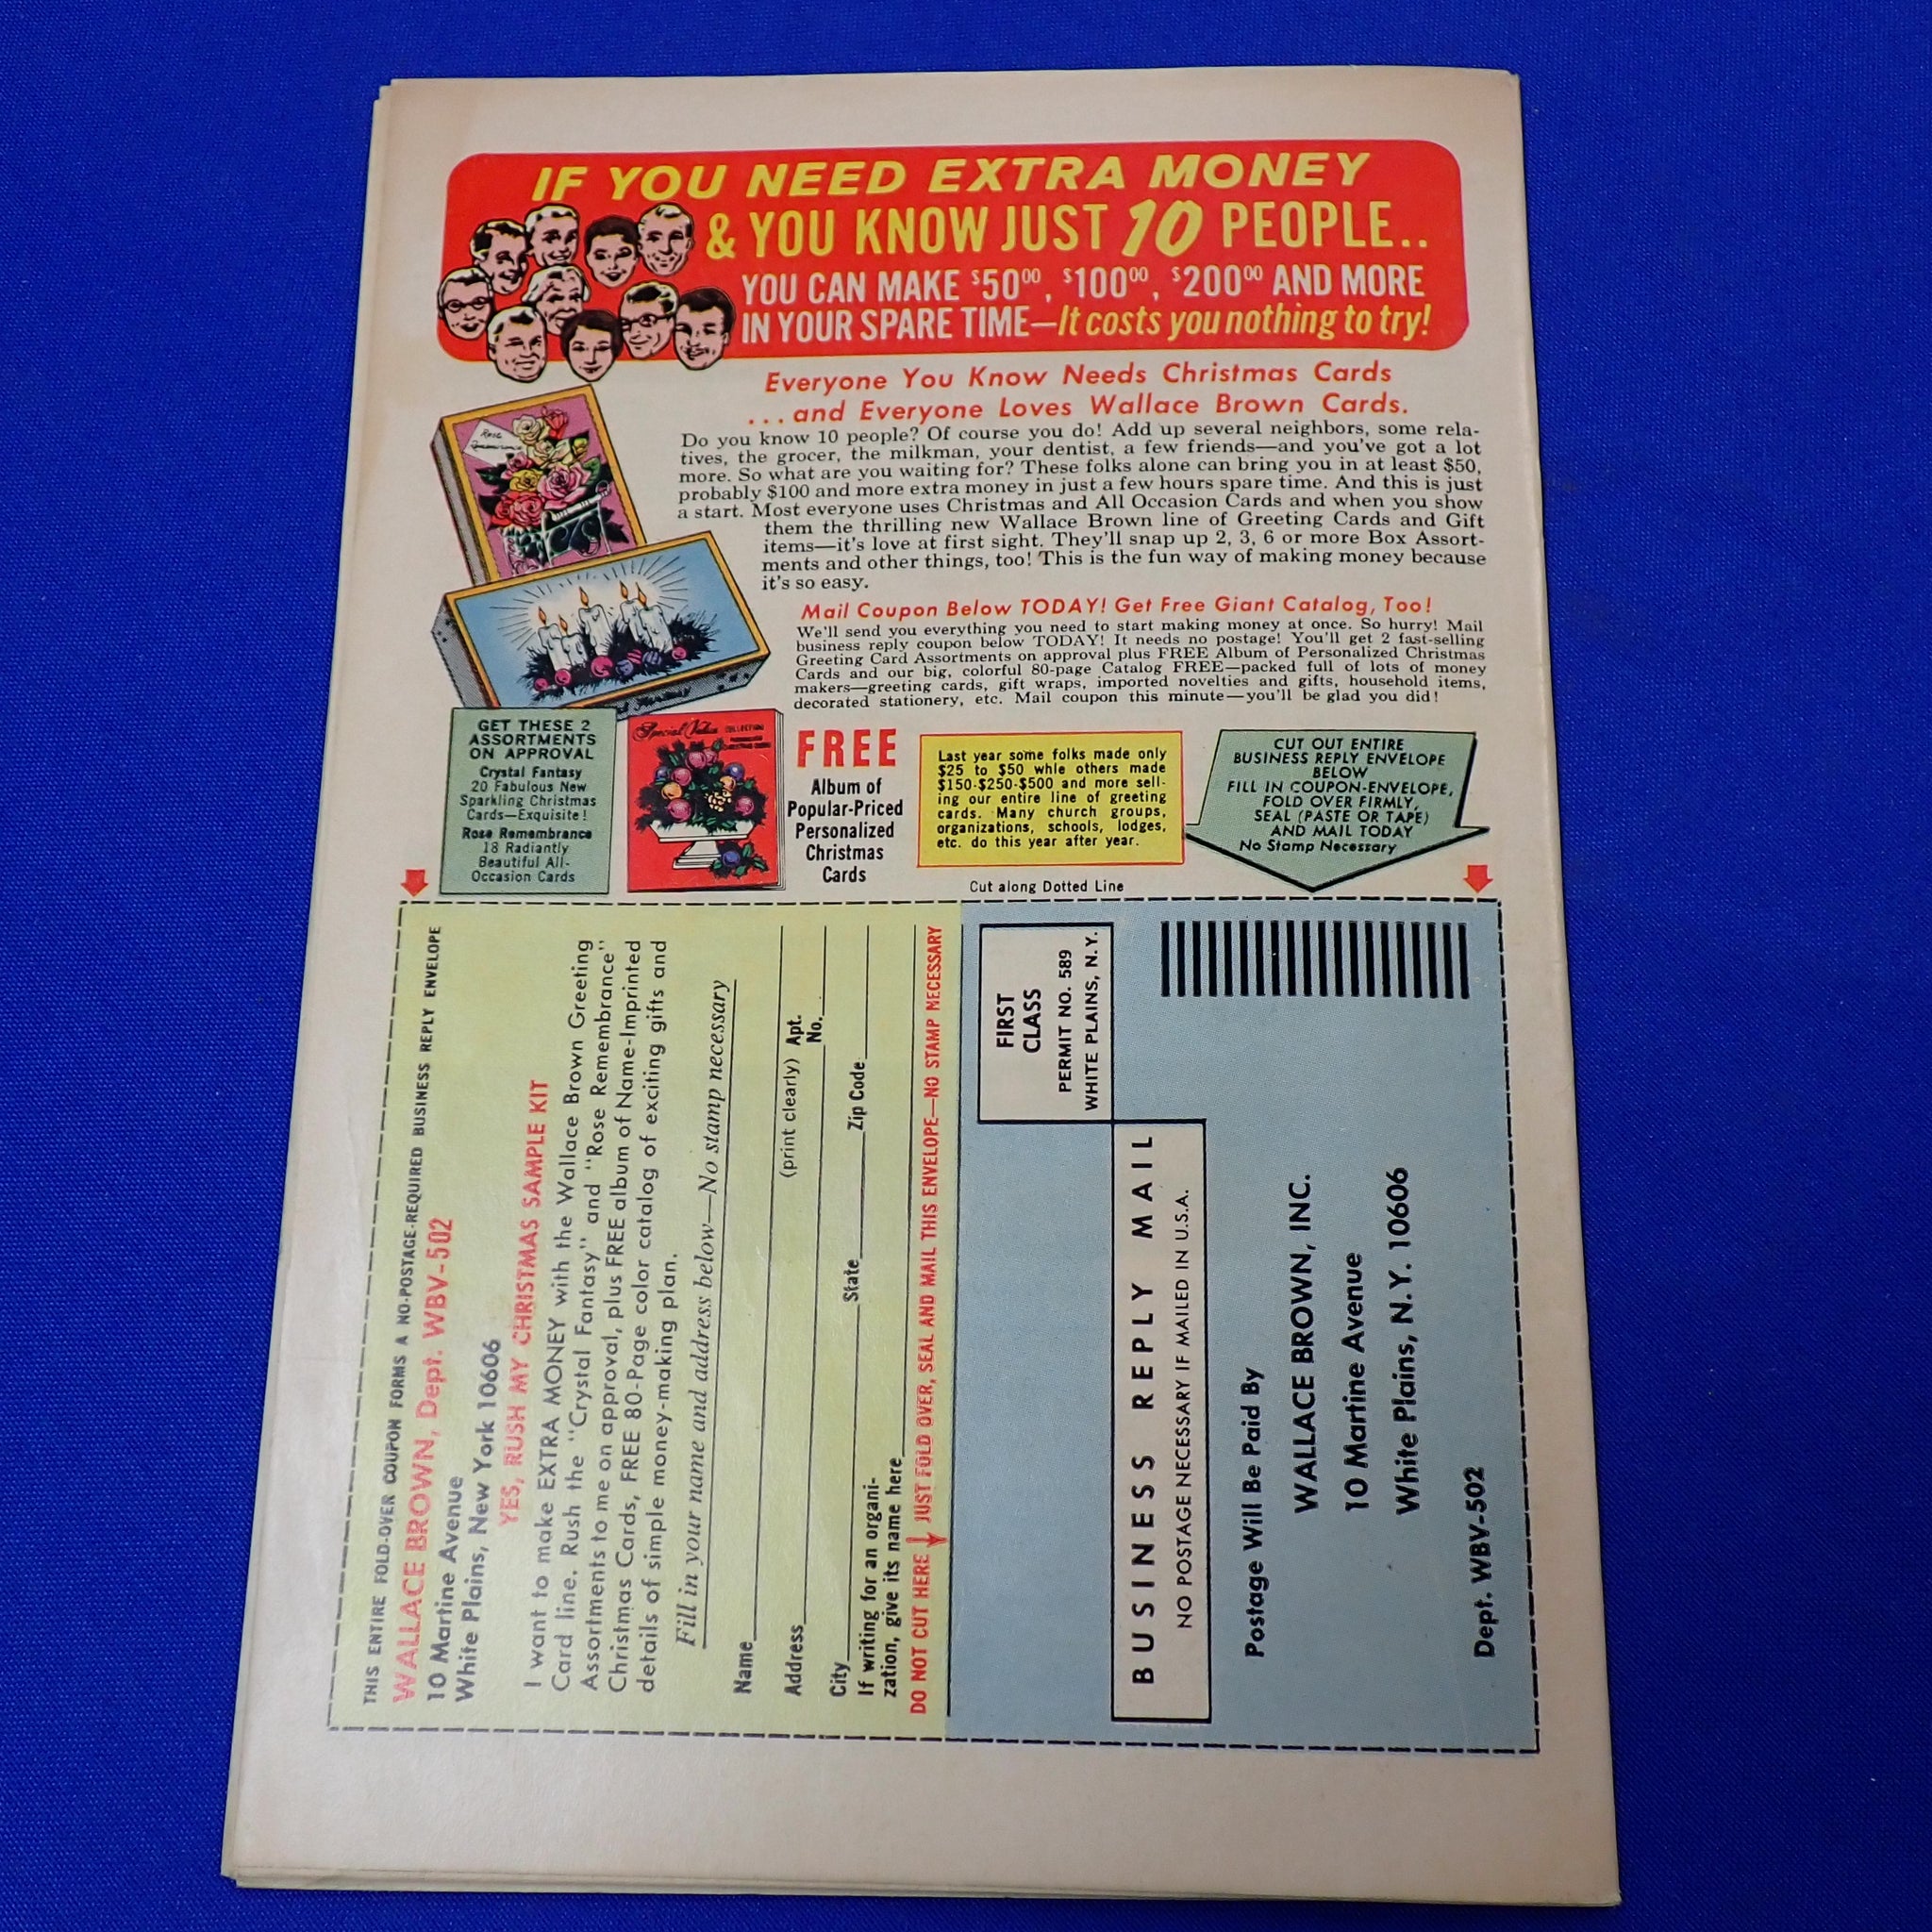 IF YOU NEED EXTRA MONEY
& YOU KNOW JUST 10 PEOPLE..
YOU CAN MAKE $50⁰⁰, $100⁰⁰, $200⁰⁰ AND MORE
IN YOUR SPARE TIME—It costs you nothing to try!
Everyone You Know Needs Christmas Cards
...and Everyone Loves Wallace Brown Cards.
Do you know 10 people? Of course you do! Add up several neighbors, some rela-
tives, the grocer, the milkman, your dentist, a few friends—and you've got a lot
more. So what are you waiting for? These folks alone can bring you in at least $50,
probably $100 and more extra money in just a few hours spare time. And this is just
a start. Most everyone uses Christmas and All Occasion Cards and when you show
them the thrilling new Wallace Brown line of Greeting Cards and Gift
items—it's love at first sight. They'll snap up 2, 3, 6 or more Box Assort-
ments and other things, too! This is the fun way of making money because
it's so easy.
Mail Coupon Below TODAY! Get Free Giant Catalog, Too!
We'll send you everything you need to start making money at once. So hurry! Mail
business reply coupon below TODAY! It needs no postage! You'll get 2 fast-selling
Greeting Card Assortments on approval plus FREE Album of Personalized Christmas
Cards and our big, colorful 80-page Catalog FREE—packed full of lots of money
makers—greeting cards, gift wraps, imported novelties and gifts, household items,
decorated stationery, etc. Mail coupon this minute—you'll be glad you did!
Rose
GET THESE 2
ASSORTMENTS
ON APPROVAL
Crystal Fantasy
20 Fabulous New
Sparkling Christmas
Cards—Exquisite!
Rose Remembrance
18 Radiantly
Beautiful All-
Occasion Cards
Special Value COLLECTION
FREE
Album of
Popular-Priced
Personalized
Christmas
Cards
Last year some folks made only
$25 to $50 whle others made
$150-$250-$500 and more sell-
ing our entire line of greeting
cards. Many church groups,
organizations, schools, lodges,
etc. do this year after year.
CUT OUT ENTIRE
BUSINESS REPLY ENVELOPE
BELOW
FILL IN COUPON-ENVELOPE,
FOLD OVER FIRMLY,
SEAL (PASTE OR TAPE)
AND MAIL TODAY
No Stamp Necessary
Cut along Dotted Line
THIS ENTIRE FOLD-OVER COUPON FORMS A NO-POSTAGE-REQUIRED BUSINESS REPLY ENVELOPE
WALLACE BROWN, Dept. WBV-502
10 Martine Avenue
White Plains, New York 10606
YES, RUSH MY CHRISTMAS SAMPLE KIT
I want to make EXTRA MONEY with the Wallace Brown Greeting
Card line. Rush the "Crystal Fantasy" and "Rose Remembrance"
Assortments to me on approval, plus FREE album of Name-Imprinted
Christmas Cards, FREE 80-Page color catalog of exciting gifts and
details of simple money-making plan.
Fill in your name and address below—No stamp necessary
Name
(print clearly)
Address Apt. No.
City State Zip Code
If writing for an organi-
zation, give its name here
DO NOT CUT HERE JUST FOLD OVER, SEAL AND MAIL THIS ENVELOPE—NO STAMP NECESSARY
FIRST
CLASS
PERMIT NO. 589
WHITE PLAINS, N.Y.
BUSINESS REPLY MAIL
NO POSTAGE NECESSARY IF MAILED IN U.S.A.
Postage Will Be Paid By
WALLACE BROWN, INC.
10 Martine Avenue
White Plains, N.Y. 10606
Dept. WBV-502